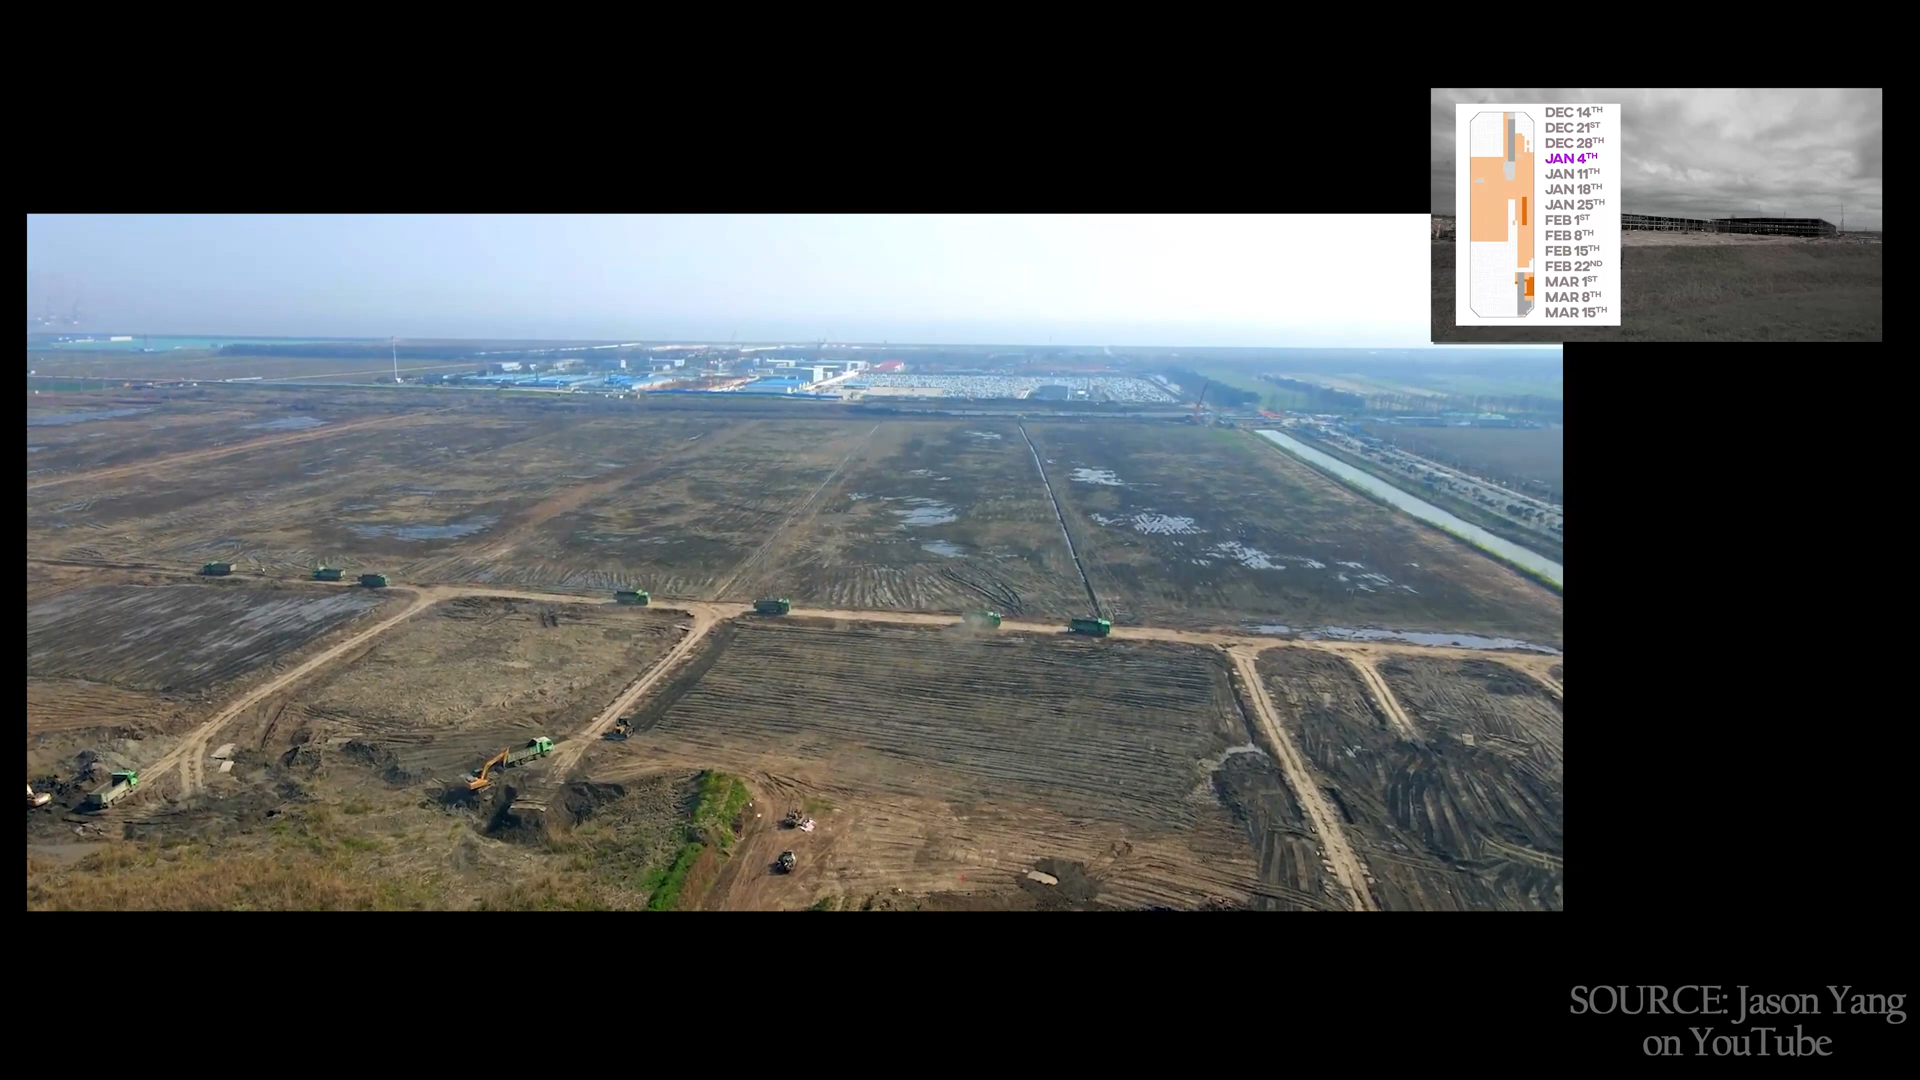 DEC 14TH
DEC 21ST
DEC 28TH
JAN 4TH
JAN 11TH
JAN 18TH
JAN 25TH
FEB 1ST
FEB 8TH
FEB 15TH
FEB 22ND
MAR 1ST
MAR 8TH
MAR 15TH
SOURCE: Jason Yang
on YouTube